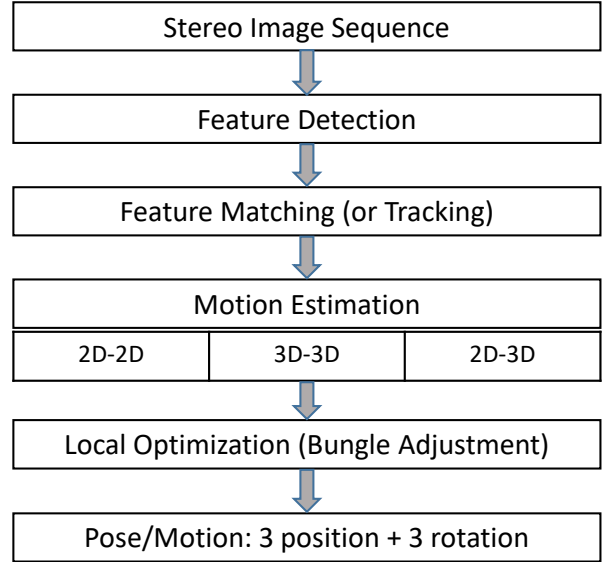 Stereo Image Sequence
Feature Detection
Feature Matching (or Tracking)
Motion Estimation
2D-2D 3D-3D 2D-3D
Local Optimization (Bungle Adjustment)
Pose/Motion: 3 position + 3 rotation